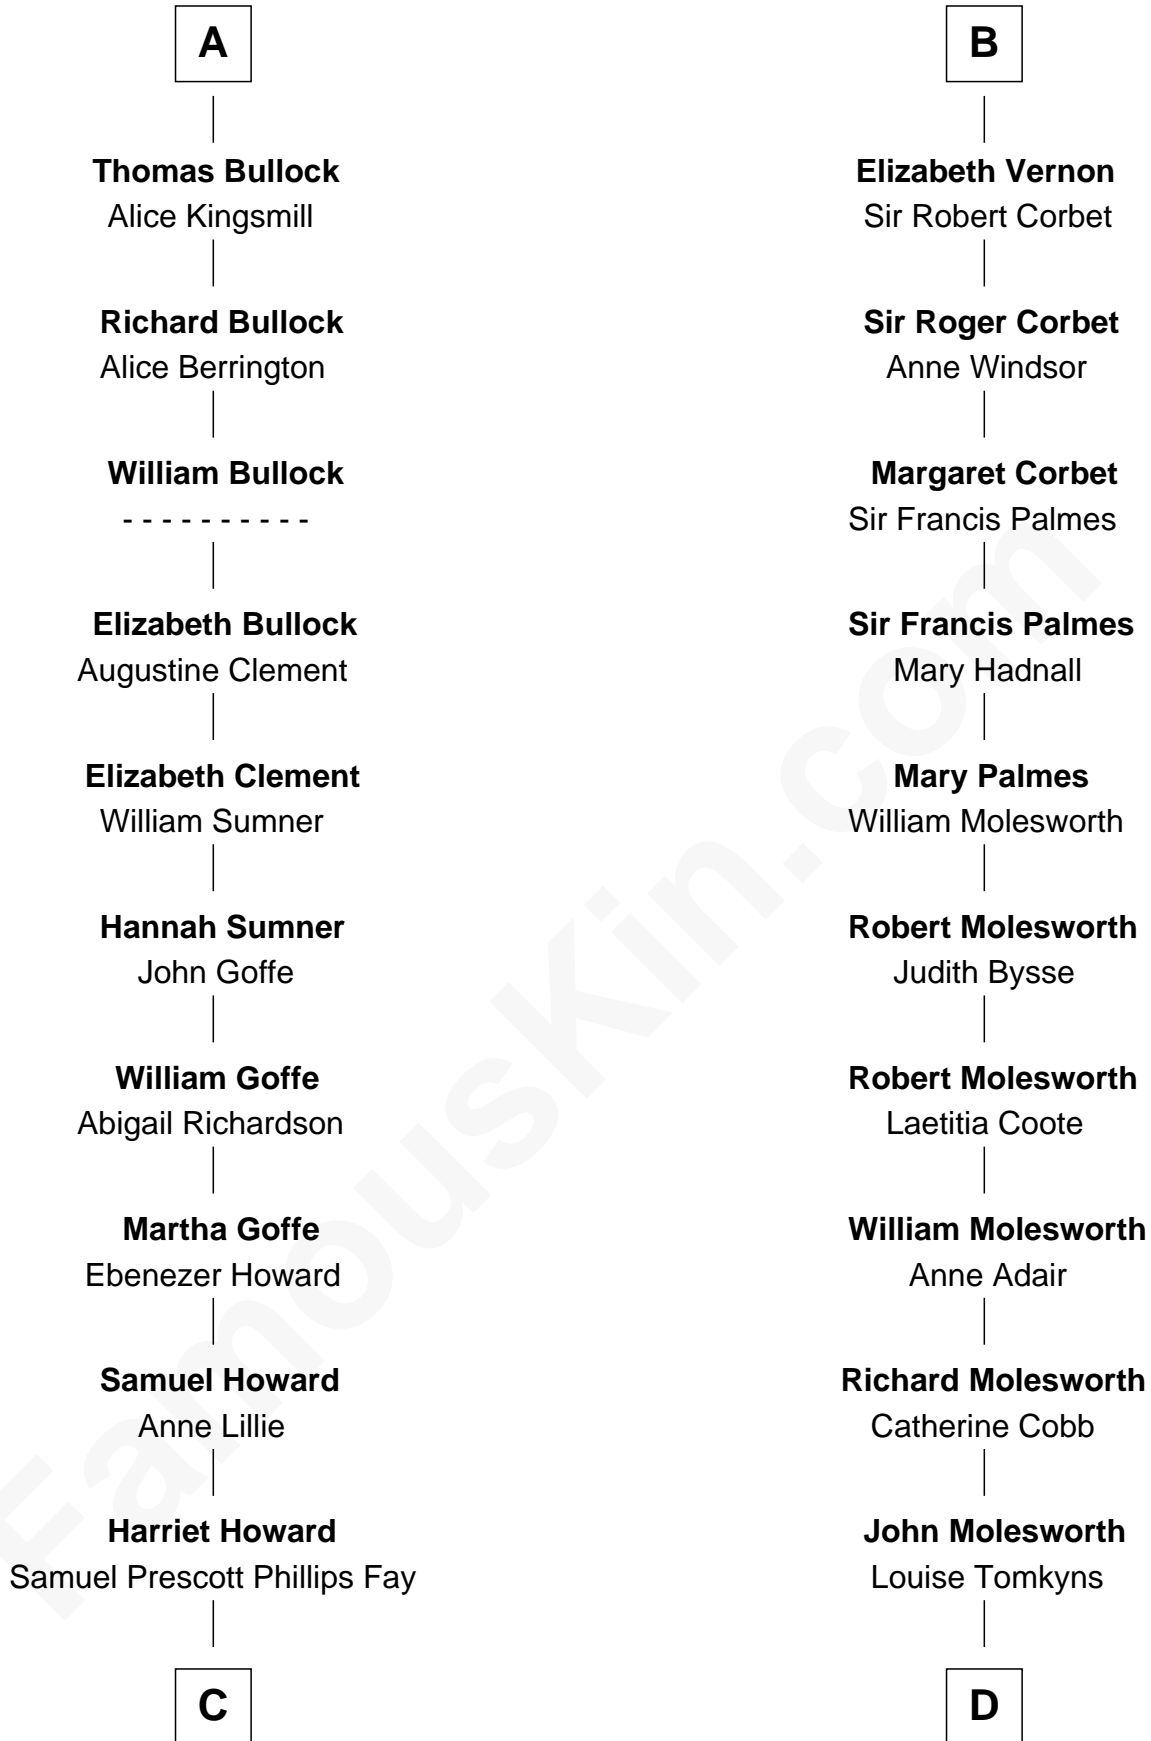 A
Thomas Bullock
Alice Kingsmill
Richard Bullock
Alice Berrington
William Bullock
- - - - - - - - - -
Elizabeth Bullock
Augustine Clement
Elizabeth Clement
William Sumner
Hannah Sumner
John Goffe
William Goffe
Abigail Richardson
Martha Goffe
Ebenezer Howard
Samuel Howard
Anne Lillie
Harriet Howard
Samuel Prescott Phillips Fay
C
B
Elizabeth Vernon
Sir Robert Corbet
Sir Roger Corbet
Anne Windsor
Margaret Corbet
Sir Francis Palmes
Sir Francis Palmes
Mary Hadnall
Mary Palmes
William Molesworth
Robert Molesworth
Judith Bysse
Robert Molesworth
Laetitia Coote
William Molesworth
Anne Adair
Richard Molesworth
Catherine Cobb
John Molesworth
Louise Tomkyns
D
FamousKin.com